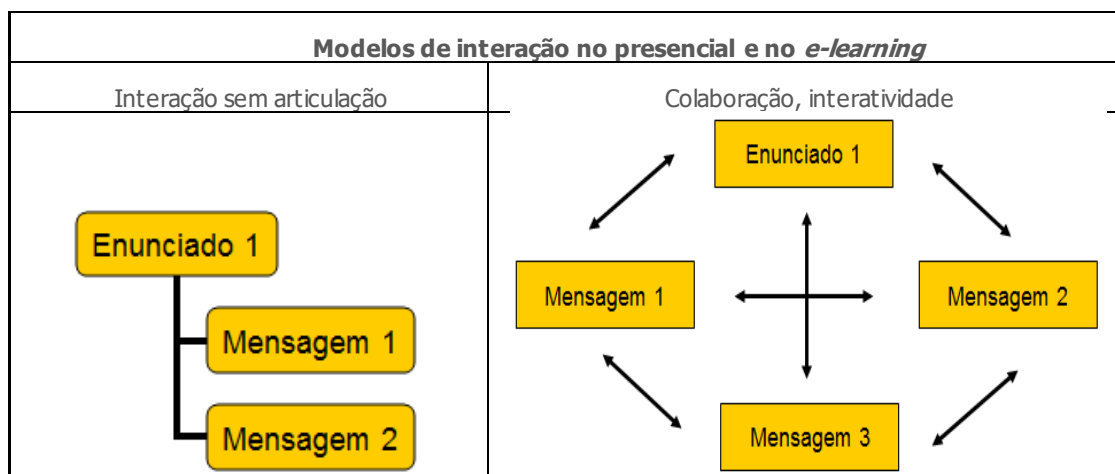 Modelos de interação no presencial e no e-learning
Interação sem articulação
Colaboração, interatividade
Enunciado 1
Mensagem 1
Mensagem 2
Enunciado 1
Mensagem 1
Mensagem 2
Mensagem 3